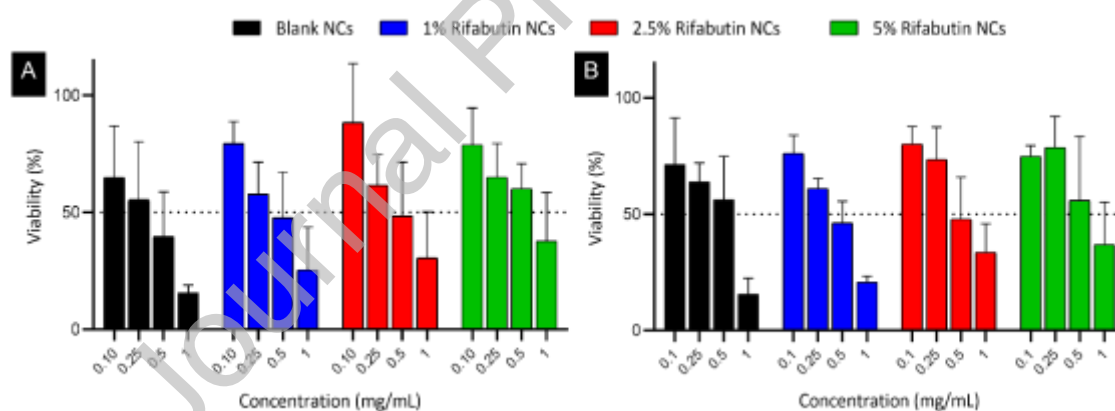 Blank NCs 1% Rifabutin NCs 2.5% Rifabutin NCs 5% Rifabutin NCs
A
Viability (%)
100
50
0
0.10 0.25 0.5 1 0.10 0.25 0.5 1 0.10 0.25 0.5 1 0.10 0.25 0.5 1
Concentration (mg/mL)
B
Viability (%)
100
50
0
0.1 0.25 0.5 1 0.1 0.25 0.5 1 0.1 0.25 0.5 1 0.1 0.25 0.5 1
Concentration (mg/mL)
Journal P